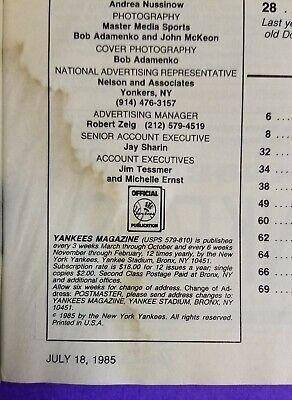 Andrea Nussinow
PHOTOGRAPHY
Master Media Sports
Bob Adamenko and John McKeon
COVER PHOTOGRAPHY
Bob Adamenko
NATIONAL ADVERTISING REPRESENTATIVE
Nelson and Associates
Yonkers, NY
(914) 476-3157
ADVERTISING MANAGER
Robert Zeig (212) 579-4519
SENIOR ACCOUNT EXECUTIVE
Jay Sharin
ACCOUNT EXECUTIVES
Jim Tessmer
and Michelle Ernst
OFFICIAL
PUBLICATION
YANKEES MAGAZINE (USPS 579-810) is published
every 3 weeks March through October and every 6 weeks
November through February, 12 times yearly, by the New
York Yankees, Yankee Stadium, Bronx, NY 10451.
Subscription rate is $18.00 for 12 issues a year; single
copies $2.00. Second Class Postage Paid at Bronx, NY
and additional offices.
Allow six weeks for change of address. Change of Ad-
dress: POSTMASTER, please send address changes to:
YANKEES MAGAZINE, YANKEE STADIUM, BRONX, NY
10451.
© 1985 by the New York Yankees. All rights reserved.
Printed in U.S.A.
JULY 18, 1985
28 . .
Last ye
old Do
6 ....
8 ....
32 ....
34 ....
38 ....
49 ....
60 ....
62 ....
64 ....
66 ....
69 ....